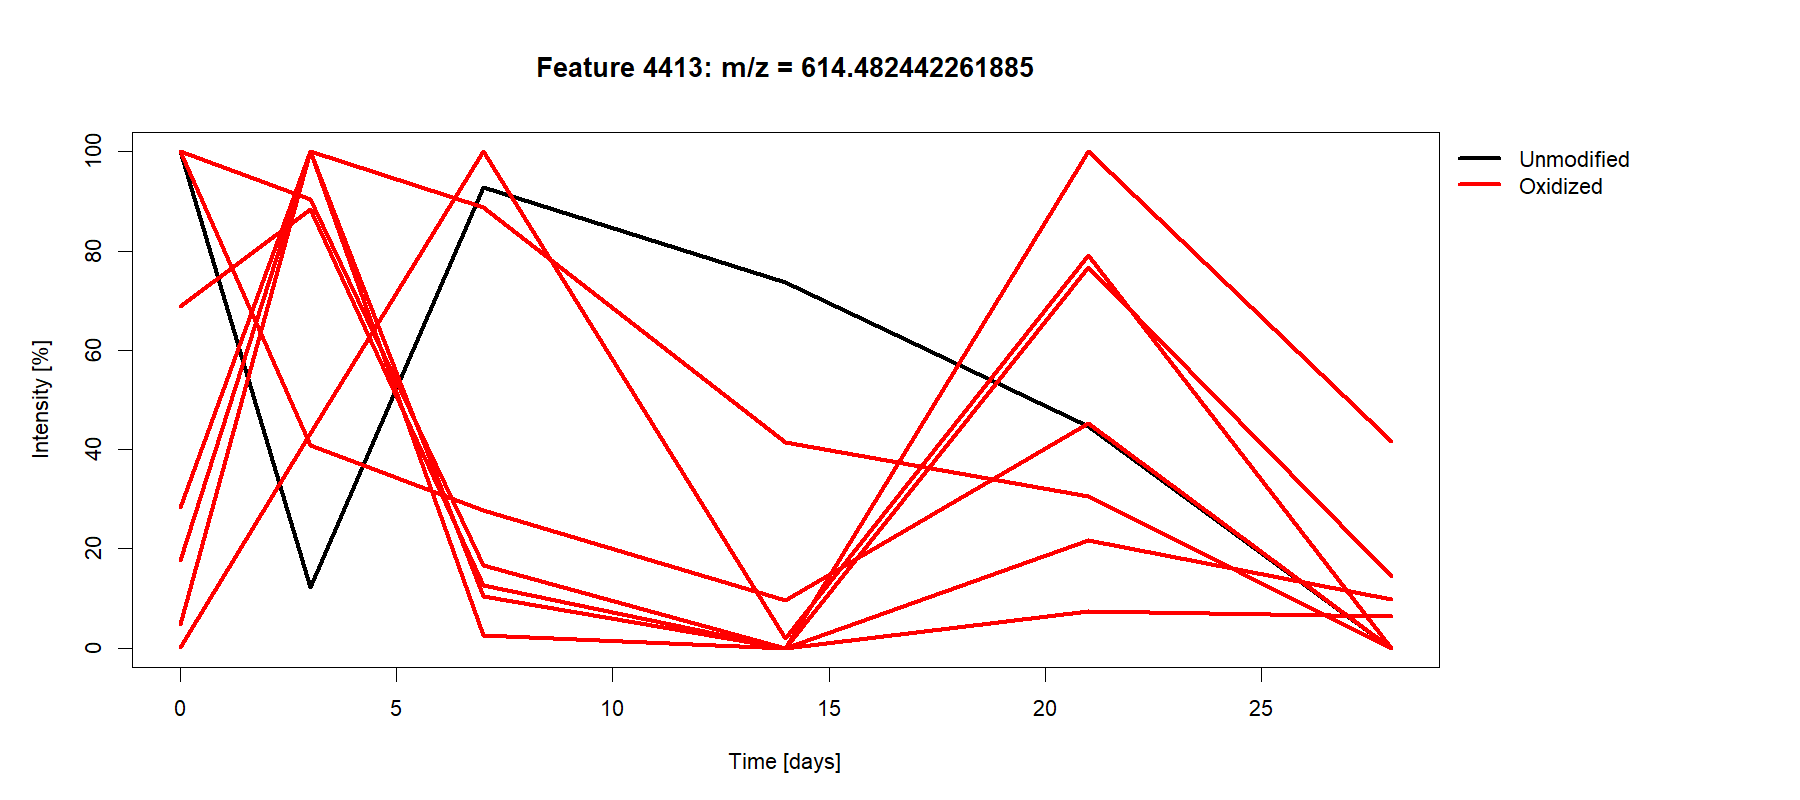 Feature 4413: m/z = 614.482442261885
Unmodified
Oxidized
Intensity [%]
100
80
60
40
20
0
0 5 10 15 20 25
Time [days]